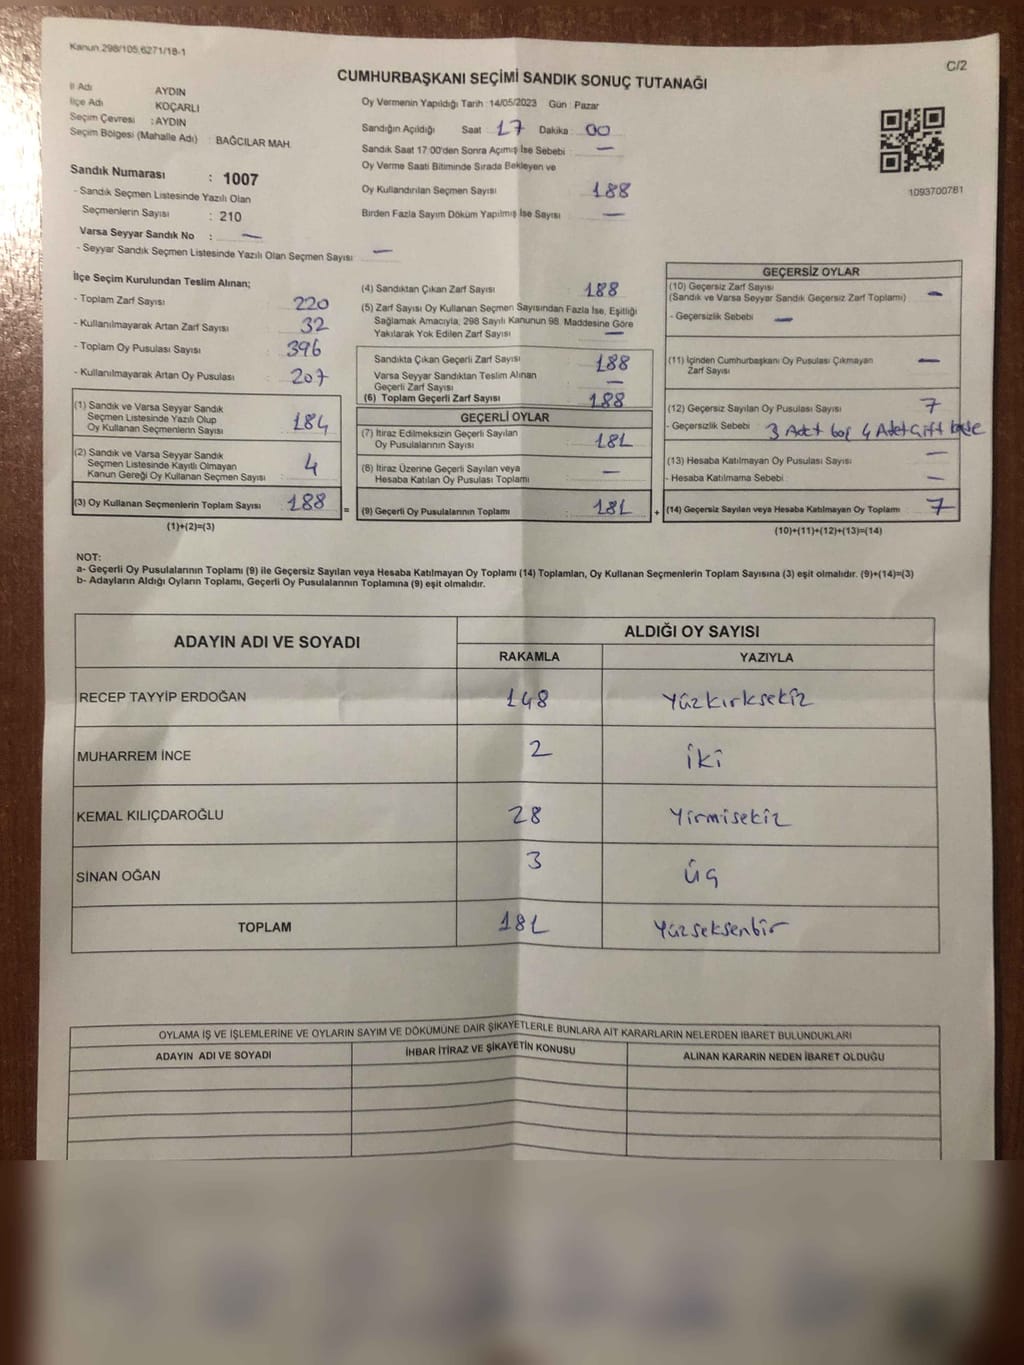 Kanun.298/105,6271/18-1
C/2
CUMHURBAŞKANI SEÇİMİ SANDIK SONUÇ TUTANAĞI
İl Adı AYDIN
İlçe Adı KOÇARLI
Seçim Çevresi : AYDIN
Seçim Bölgesi (Mahalle Adı) : BAĞCILAR MAH.
Oy Vermenin Yapıldığı Tarih : 14/05/2023 Gün : Pazar
Sandığın Açıldığı Saat : 17 Dakika : 00
Sandık Saat 17:00'den Sonra Açımış İse Sebebi : —
Oy Verme Saati Bitiminde Sırada Bekleyen ve
Oy Kullandırılan Seçmen Sayısı : 188
Birden Fazla Sayım Döküm Yapılmış İse Sayısı : —
1093700781
Sandık Numarası : 1007
- Sandık Seçmen Listesinde Yazılı Olan
Seçmenlerin Sayısı : 210
Varsa Seyyar Sandık No : —
- Seyyar Sandık Seçmen Listesinde Yazılı Olan Seçmen Sayısı : —
İlçe Seçim Kurulundan Teslim Alınan;
- Toplam Zarf Sayısı : 220
- Kullanılmayarak Artan Zarf Sayısı : 32
- Toplam Oy Pusulası Sayısı : 396
- Kullanılmayarak Artan Oy Pusulası : 207
(1) Sandık ve Varsa Seyyar Sandık
Seçmen Listesinde Yazılı Olup
Oy Kullanan Seçmenlerin Sayısı : 184
(2) Sandık ve Varsa Seyyar Sandık
Seçmen Listesinde Kayıtlı Olmayan
Kanun Gereği Oy Kullanan Seçmen Sayısı : 4
(3) Oy Kullanan Seçmenlerin Toplam Sayısı : 188 =
(1)+(2)=(3)
(4) Sandıktan Çıkan Zarf Sayısı : 188
(5) Zarf Sayısı Oy Kullanan Seçmen Sayısından Fazla İse, Eşitliği
Sağlamak Amacıyla, 298 Sayılı Kanunun 98. Maddesine Göre
Yakılarak Yok Edilen Zarf Sayısı : —
Sandıkta Çıkan Geçerli Zarf Sayısı : 188
Varsa Seyyar Sandıktan Teslim Alınan
Geçerli Zarf Sayısı : —
(6) Toplam Geçerli Zarf Sayısı : 188
GEÇERLİ OYLAR
(7) İtiraz Edilmeksizin Geçerli Sayılan
Oy Pusulasının Sayısı : 181
(8) İtiraz Üzerine Geçerli Sayılan veya
Hesaba Katılan Oy Pusulası Toplamı : —
(9) Geçerli Oy Pusulalarının Toplamı : 181 +
GEÇERSİZ OYLAR
(10) Geçersiz Zarf Sayısı
(Sandık ve Varsa Seyyar Sandık Geçersiz Zarf Toplamı) : —
- Geçersizlik Sebebi : —
(11) İçinden Cumhurbaşkanı Oy Pusulası Çıkmayan
Zarf Sayısı : —
(12) Geçersiz Sayılan Oy Pusulası Sayısı : 7
- Geçersizlik Sebebi : 3 Adet boş 4 Adet Çift
(13) Hesaba Katılmayan Oy Pusulası Sayısı : —
- Hesaba Katılmama Sebebi : —
(14) Geçersiz Sayılan veya Hesaba Katılmayan Oy Toplamı : 7
(10)+(11)+(12)+(13)=(14)
NOT:
a- Geçerli Oy Pusulalarının Toplamı (9) ile Geçersiz Sayılan veya Hesaba Katılmayan Oy Toplamı (14) Toplamları, Oy Kullanan Seçmenlerin Toplam Sayısına (3) eşit olmalıdır. (9)+(14)=(3)
b- Adayların Aldığı Oyların Toplamı, Geçerli Oy Pusulalarının Toplamına (9) eşit olmalıdır.
ADAYIN ADI VE SOYADI ALDIĞI OY SAYISI
RAKAMLA YAZIYLA
RECEP TAYYİP ERDOĞAN 148 Yüzkırksekiz
MUHARREM İNCE 2 iki
KEMAL KILIÇDAROĞLU 28 Yirmisekiz
SİNAN OĞAN 3 üç
TOPLAM 181 Yüzseksenbir
OYLAMA İŞ VE İŞLEMLERİNE VE OYLARIN SAYIM VE DÖKÜMÜNE DAİR ŞİKAYETLERLE BUNLARA AİT KARARLARIN NELERDEN İBARET BULUNDUKLARI
ADAYIN ADI VE SOYADI İHBAR İTİRAZ VE ŞİKAYETİN KONUSU ALINAN KARARIN NEDEN İBARET OLDUĞU